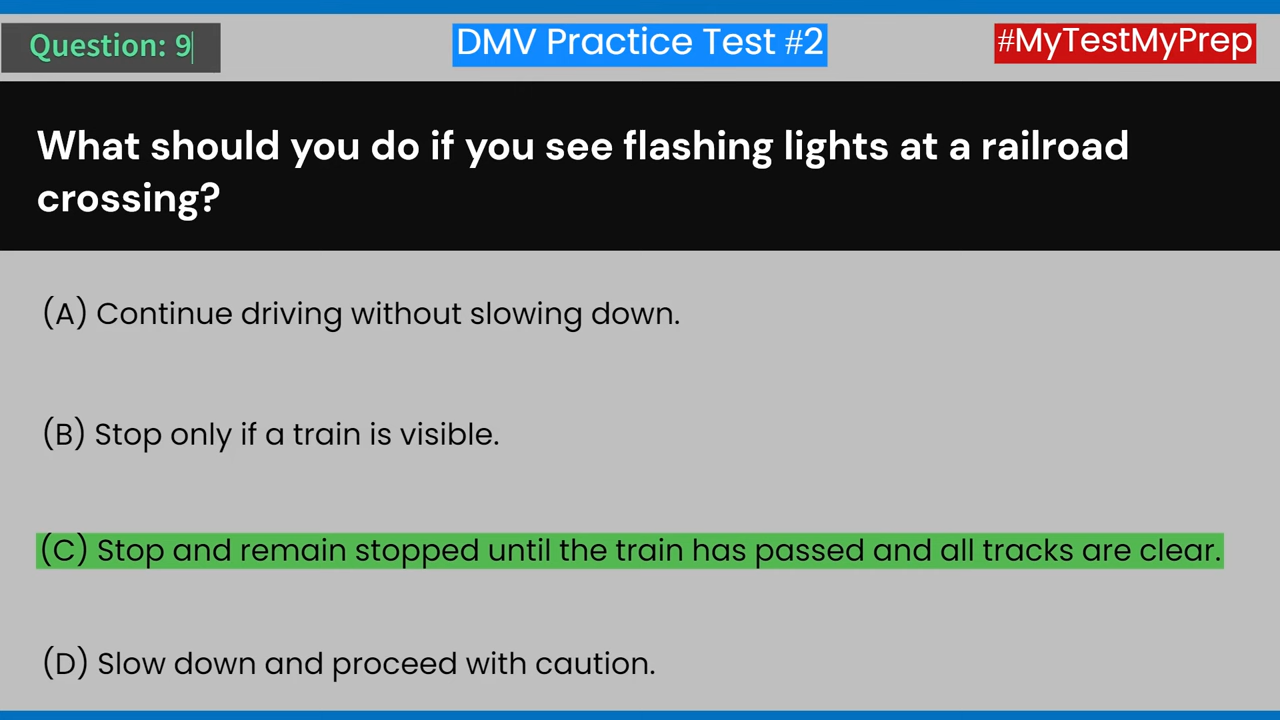 Question: 9
DMV Practice Test #2
#MyTestMyPrep
What should you do if you see flashing lights at a railroad
crossing?
(A) Continue driving without slowing down.
(B) Stop only if a train is visible.
(C) Stop and remain stopped until the train has passed and all tracks are clear.
(D) Slow down and proceed with caution.